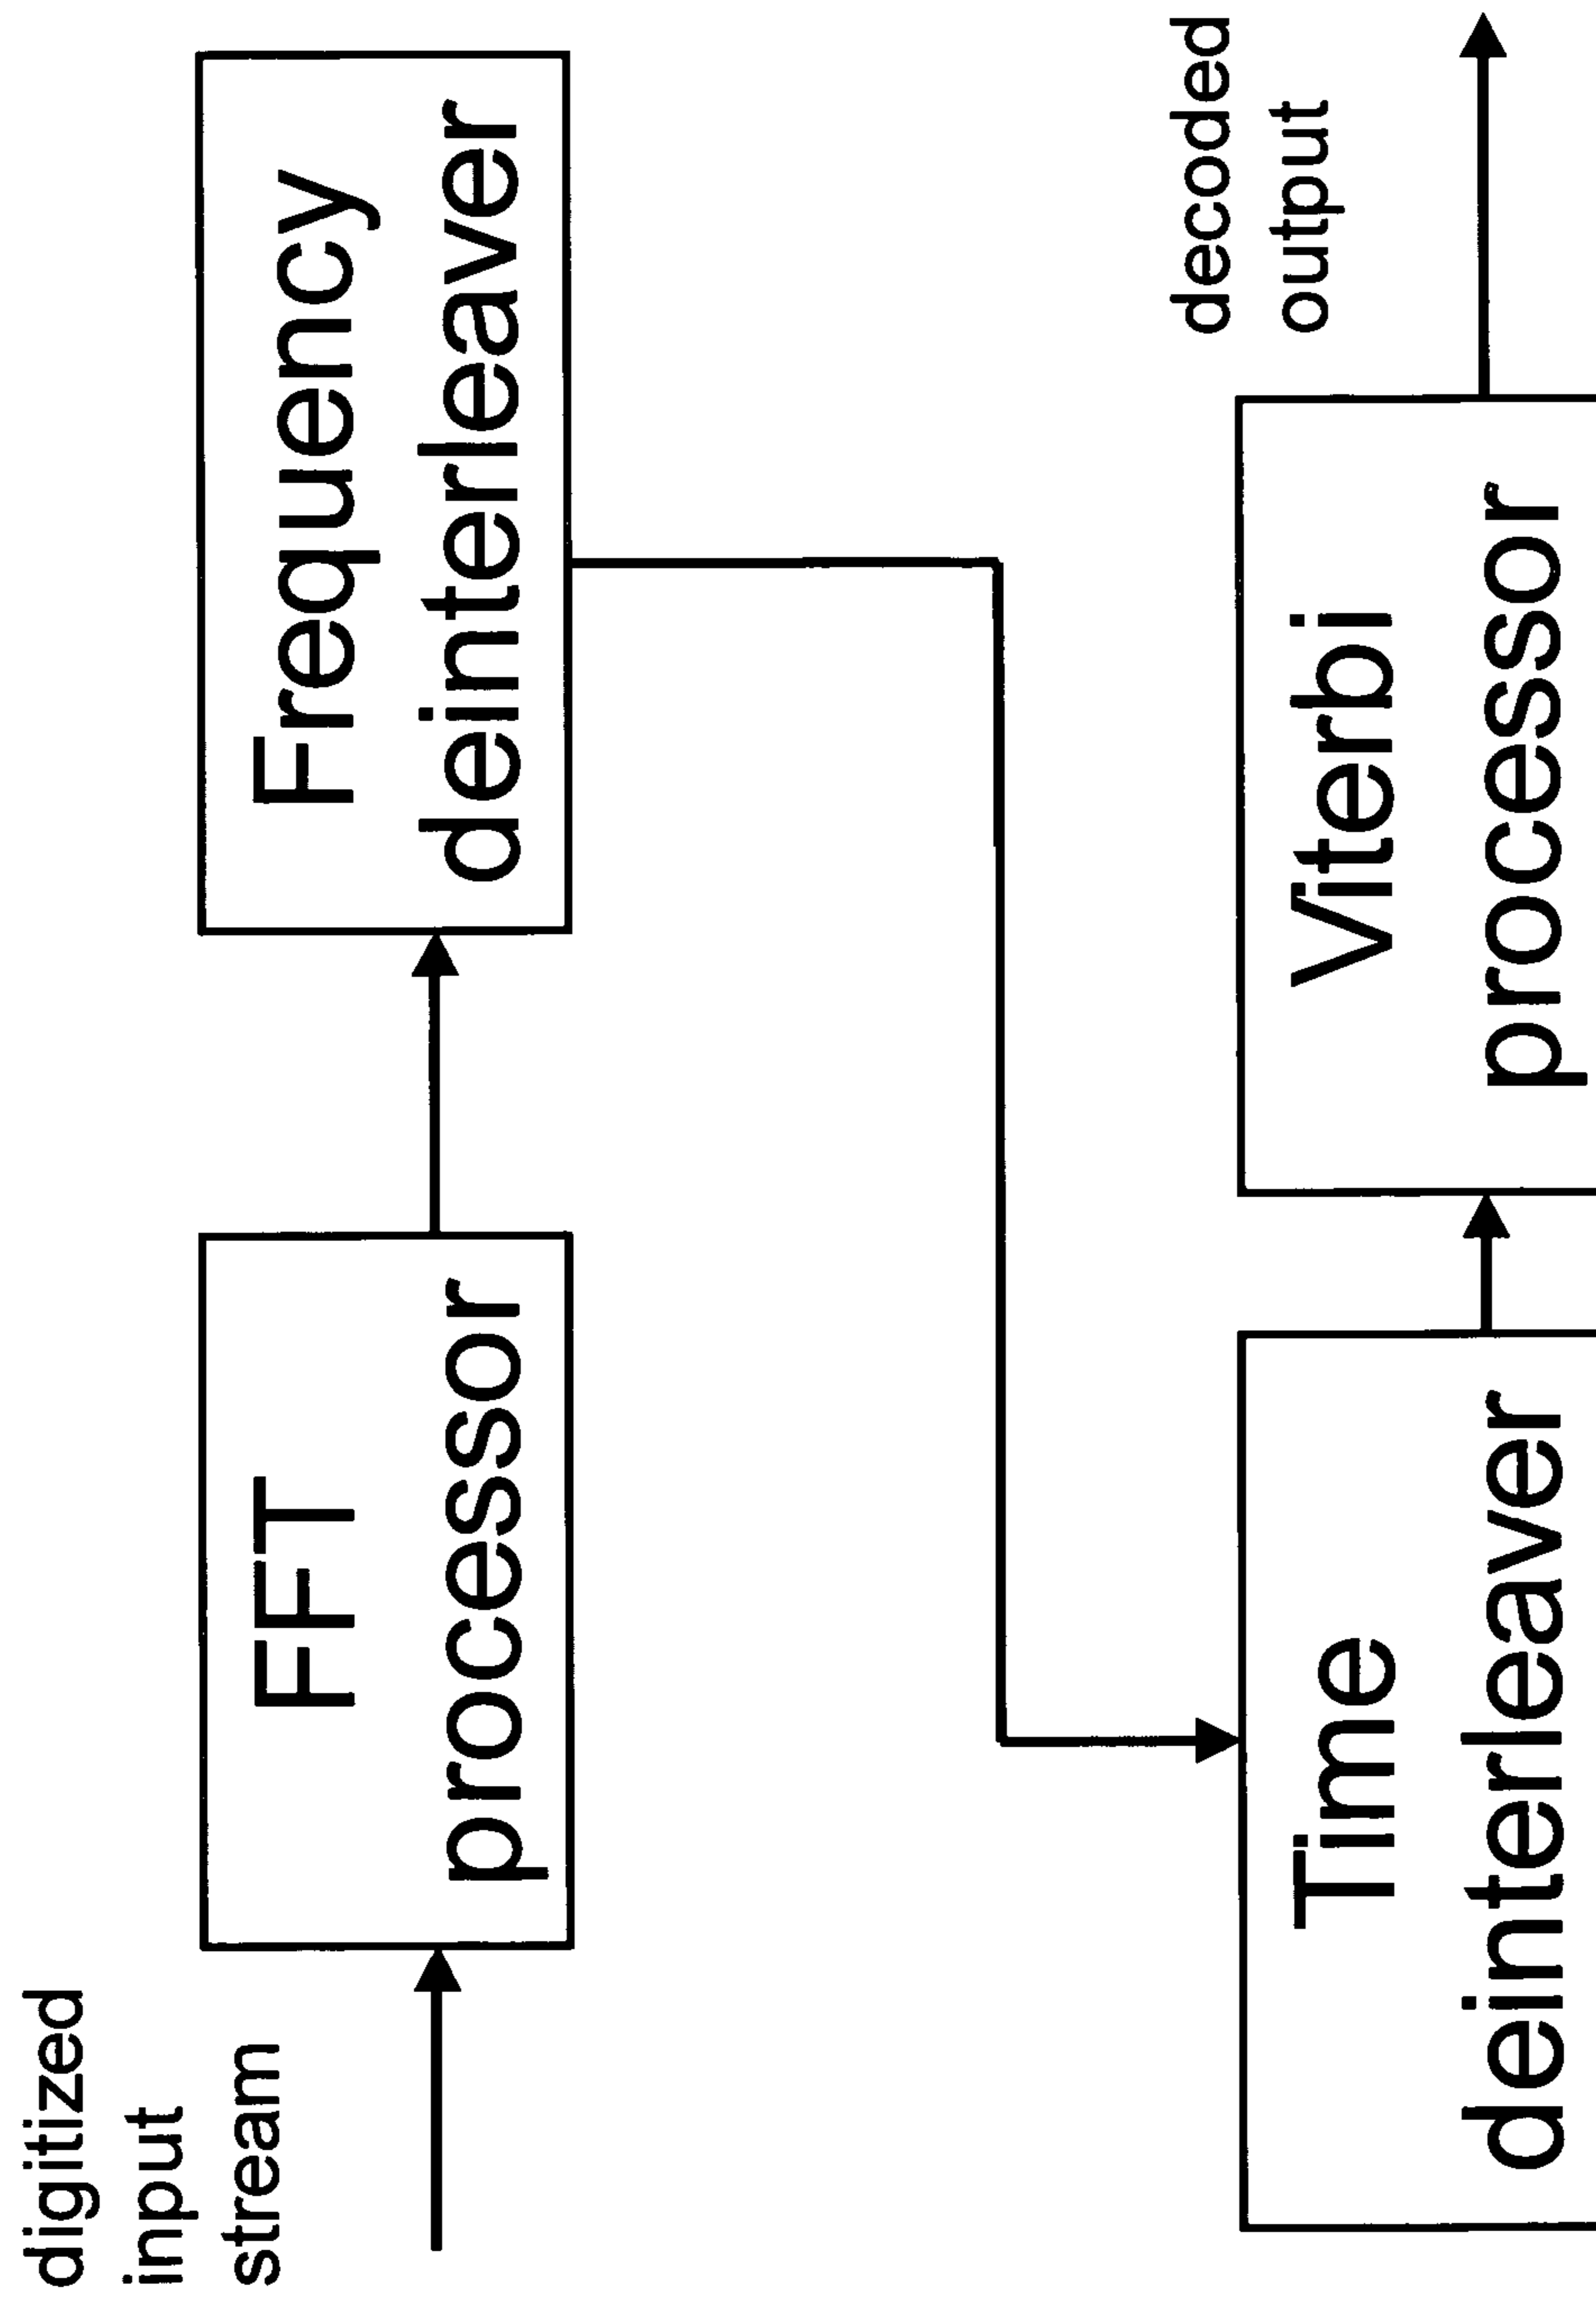 digitized
input
stream
FFT
processor
Frequency
deinterleaver
Time
deinterleaver
Viterbi
processor
decoded
output